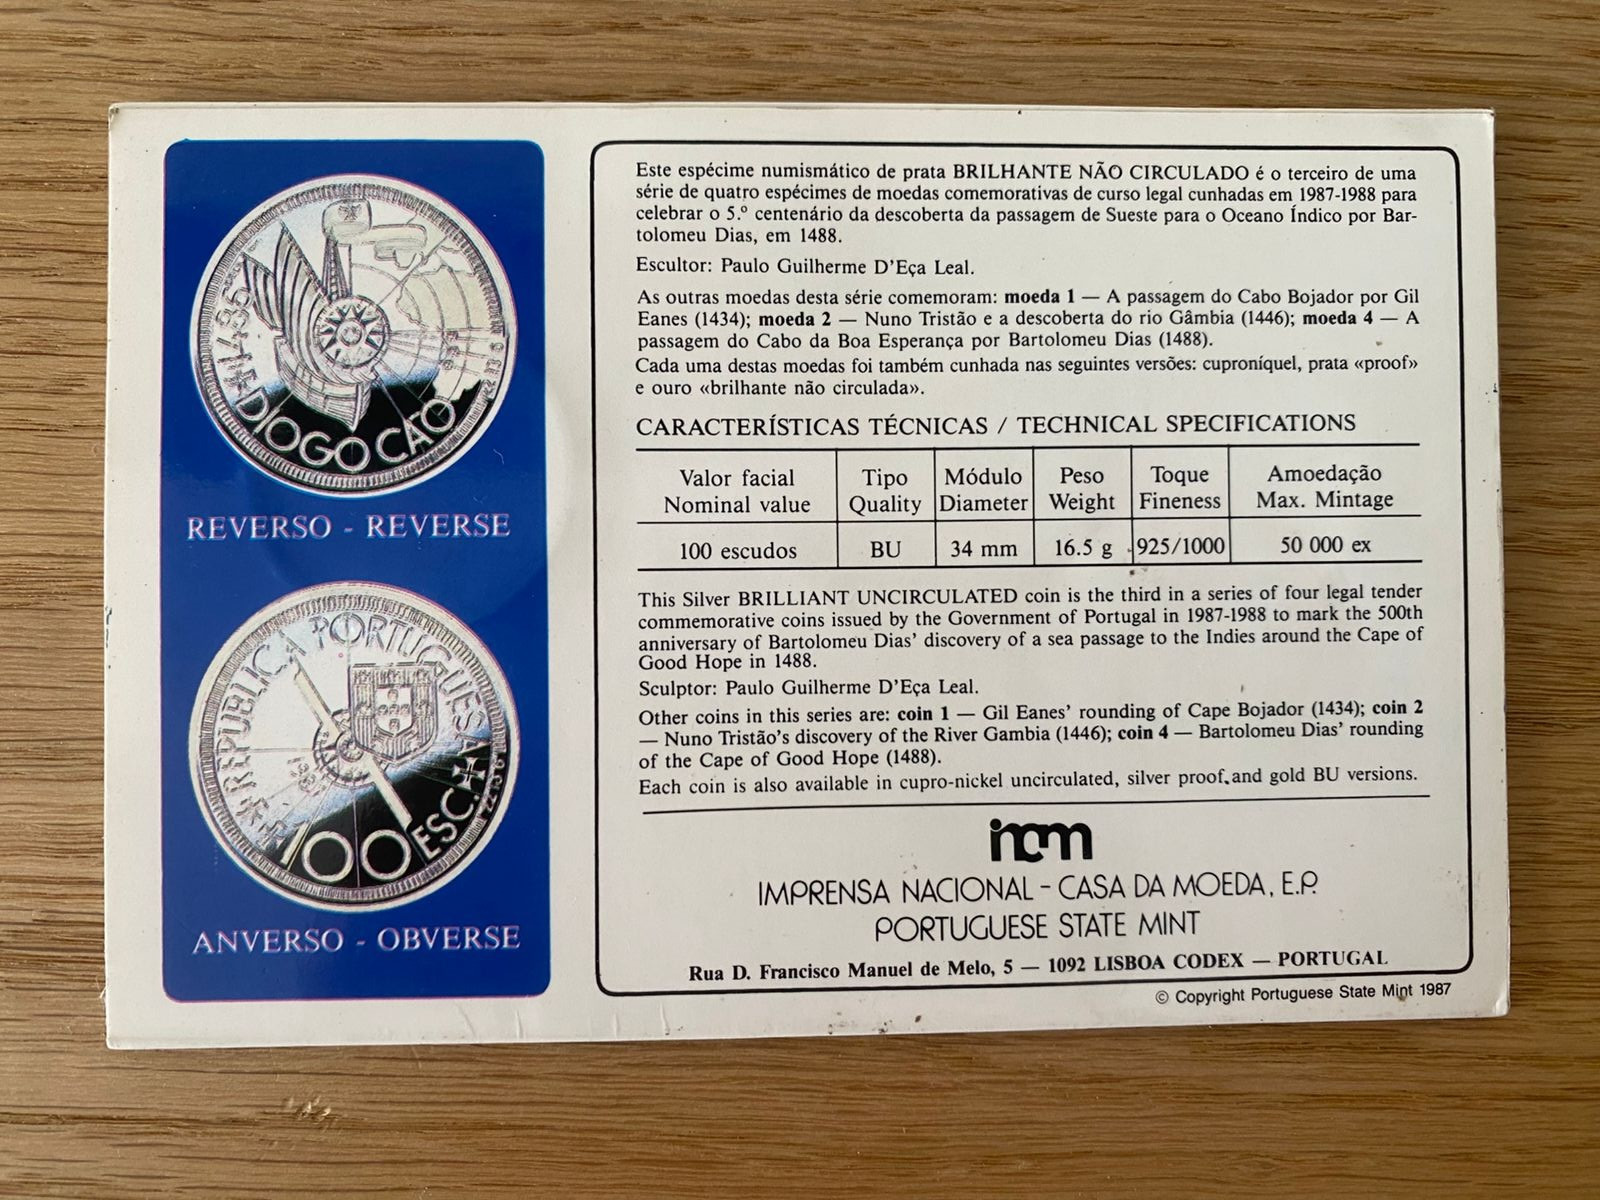 1486
DIOGO CÃO
REVERSO - REVERSE
REPUBLICA PORTUGUESA
1987
100 ESC.
ANVERSO - OBVERSE
Este espécime numismático de prata BRILHANTE NÃO CIRCULADO é o terceiro de uma
série de quatro espécimes de moedas comemorativas de curso legal cunhadas em 1987-1988 para
celebrar o 5.º centenário da descoberta da passagem de Sueste para o Oceano Índico por Bar-
tolomeu Dias, em 1488.
Escultor: Paulo Guilherme D'Eça Leal.
As outras moedas desta série comemoram: moeda 1 — A passagem do Cabo Bojador por Gil
Eanes (1434); moeda 2 — Nuno Tristão e a descoberta do rio Gâmbia (1446); moeda 4 — A
passagem do Cabo da Boa Esperança por Bartolomeu Dias (1488).
Cada uma destas moedas foi também cunhada nas seguintes versões: cuproníquel, prata «proof»
e ouro «brilhante não circulada».
CARACTERÍSTICAS TÉCNICAS / TECHNICAL SPECIFICATIONS
Valor facial Tipo Módulo Peso Toque Amoedação
Nominal value Quality Diameter Weight Fineness Max. Mintage
100 escudos BU 34 mm 16.5 g 925/1000 50 000 ex
This Silver BRILLIANT UNCIRCULATED coin is the third in a series of four legal tender
commemorative coins issued by the Government of Portugal in 1987-1988 to mark the 500th
anniversary of Bartolomeu Dias' discovery of a sea passage to the Indies around the Cape of
Good Hope in 1488.
Sculptor: Paulo Guilherme D'Eça Leal.
Other coins in this series are: coin 1 — Gil Eanes' rounding of Cape Bojador (1434); coin 2
— Nuno Tristão's discovery of the River Gambia (1446); coin 4 — Bartolomeu Dias' rounding
of the Cape of Good Hope (1488).
Each coin is also available in cupro-nickel uncirculated, silver proof, and gold BU versions.
incm
IMPRENSA NACIONAL - CASA DA MOEDA, E.P.
PORTUGUESE STATE MINT
Rua D. Francisco Manuel de Melo, 5 — 1092 LISBOA CODEX — PORTUGAL
© Copyright Portuguese State Mint 1987